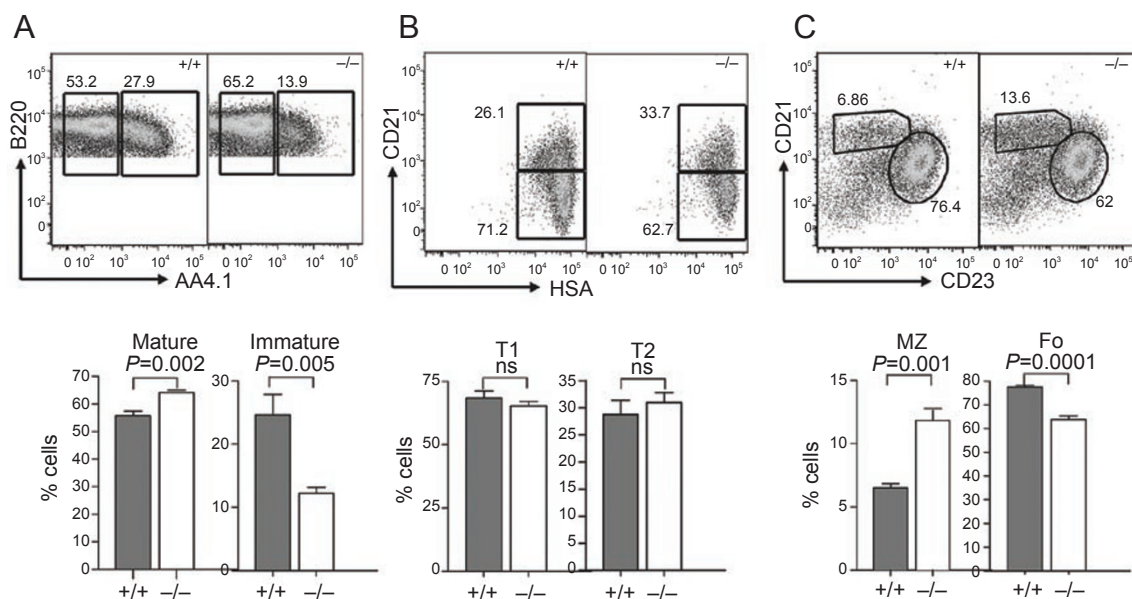 A
B
C
+/+
–/–
53.2
27.9
65.2
13.9
B220
10⁵
10⁴
10³
10²
0
0 10² 10³ 10⁴ 10⁵
0 10² 10³ 10⁴ 10⁵
AA4.1
+/+
–/–
26.1
33.7
71.2
62.7
CD21
10⁵
10⁴
10³
10²
0
0 10² 10³ 10⁴ 10⁵
0 10² 10³ 10⁴ 10⁵
HSA
+/+
–/–
6.86
13.6
76.4
62
CD21
10⁵
10⁴
10³
10²
0
0 10² 10³ 10⁴ 10⁵
0 10² 10³ 10⁴ 10⁵
CD23
Mature
P=0.002
Immature
P=0.005
% cells
70
60
50
40
30
20
10
0
30
20
10
0
+/+ –/–
+/+ –/–
T1
ns
T2
ns
% cells
75
50
25
0
35
30
25
20
15
10
5
0
+/+ –/–
+/+ –/–
MZ
P=0.001
Fo
P=0.0001
% cells
15
10
5
0
80
70
60
50
40
30
20
10
0
+/+ –/–
+/+ –/–